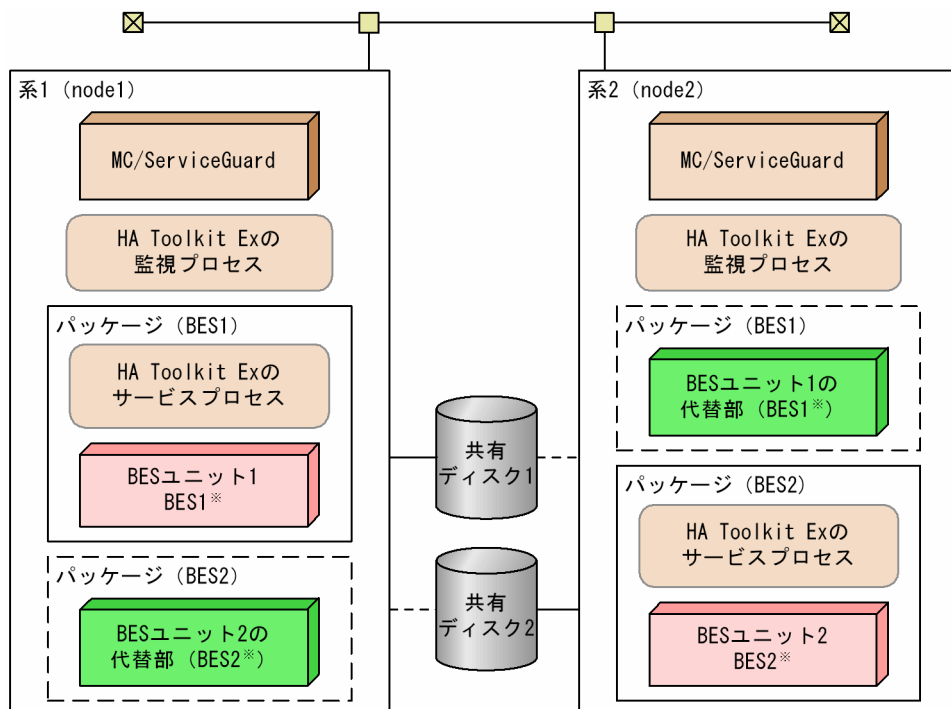 系1（node1）
MC/ServiceGuard
HA Toolkit Exの
監視プロセス
パッケージ（BES1）
HA Toolkit Exの
サービスプロセス
BESユニット1
BES1※
パッケージ（BES2）
BESユニット2の
代替部（BES2※）
共有
ディスク1
共有
ディスク2
系2（node2）
MC/ServiceGuard
HA Toolkit Exの
監視プロセス
パッケージ（BES1）
BESユニット1の
代替部（BES1※）
パッケージ（BES2）
HA Toolkit Exの
サービスプロセス
BESユニット2
BES2※